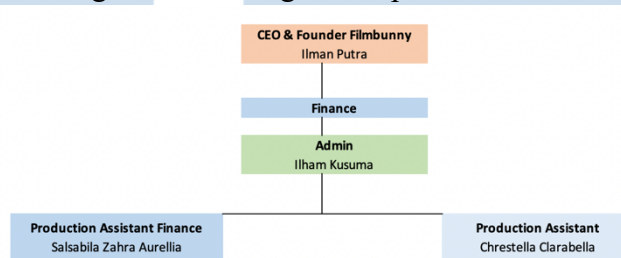 CEO & Founder Filmbunny
Ilman Putra
Finance
Admin
Ilham Kusuma
Production Assistant Finance
Salsabila Zahra Aurellia
Production Assistant
Chrestella Clarabella